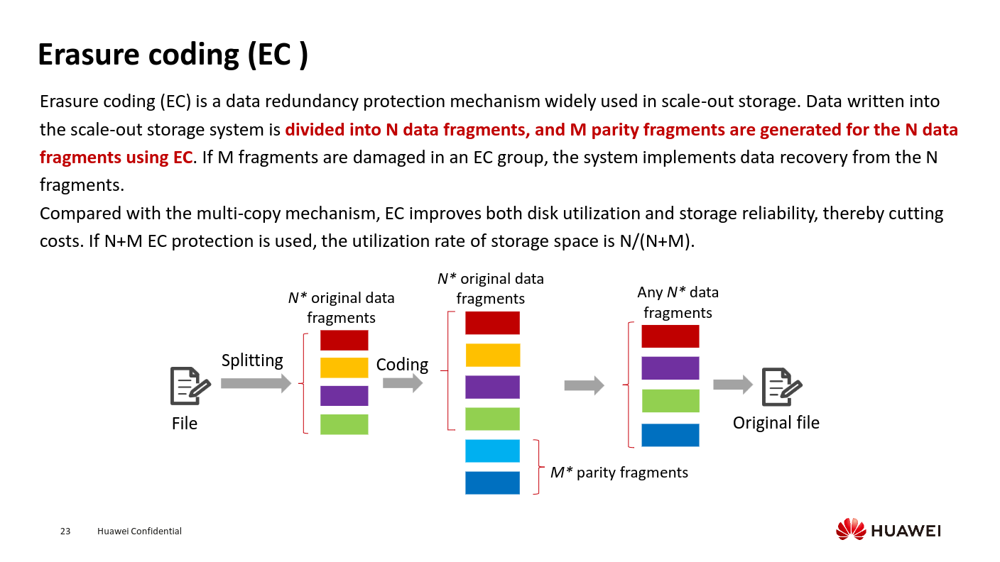 Erasure coding (EC )
Erasure coding (EC) is a data redundancy protection mechanism widely used in scale-out storage. Data written into
the scale-out storage system is divided into N data fragments, and M parity fragments are generated for the N data
fragments using EC. If M fragments are damaged in an EC group, the system implements data recovery from the N
fragments.
Compared with the multi-copy mechanism, EC improves both disk utilization and storage reliability, thereby cutting
costs. If N+M EC protection is used, the utilization rate of storage space is N/(N+M).
File
Splitting
N* original data
fragments
Coding
N* original data
fragments
M* parity fragments
Any N* data
fragments
Original file
23
Huawei Confidential
HUAWEI